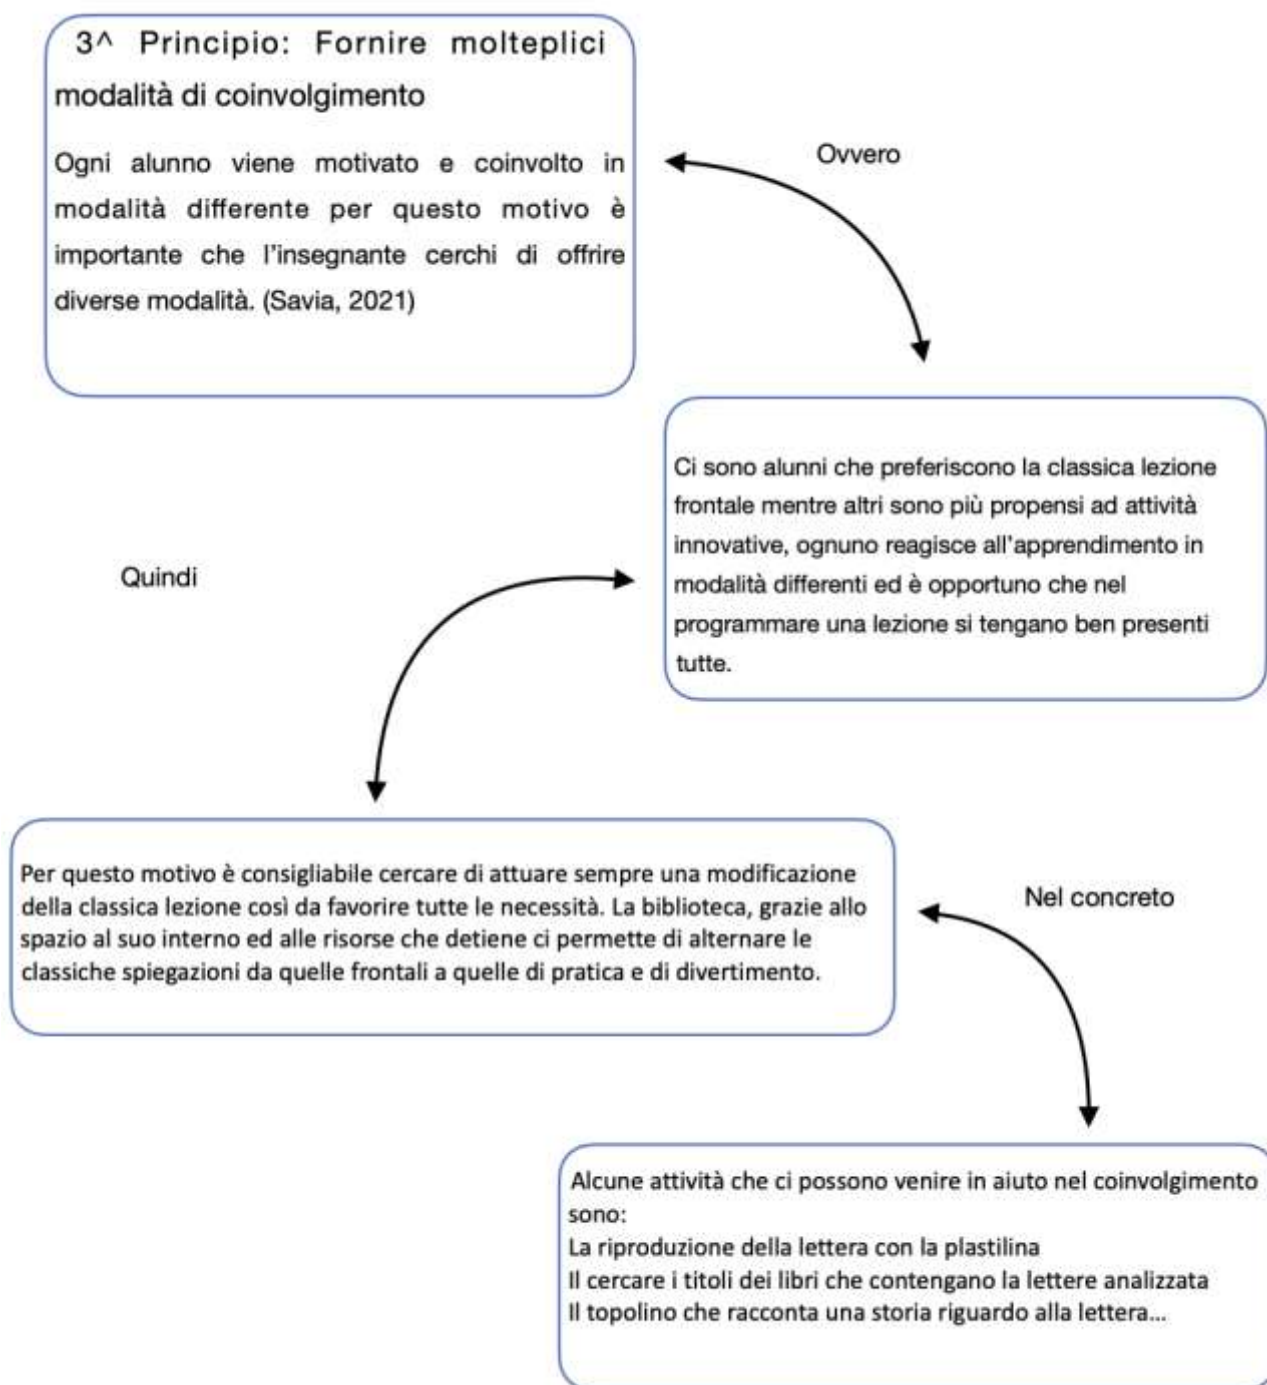 3^ Principio: Fornire molteplici
modalità di coinvolgimento
Ogni alunno viene motivato e coinvolto in
modalità differente per questo motivo è
importante che l'insegnante cerchi di offrire
diverse modalità. (Savia, 2021)
Ovvero
Ci sono alunni che preferiscono la classica lezione
frontale mentre altri sono più propensi ad attività
innovative, ognuno reagisce all'apprendimento in
modalità differenti ed è opportuno che nel
programmare una lezione si tengano ben presenti
tutte.
Quindi
Per questo motivo è consigliabile cercare di attuare sempre una modificazione
della classica lezione così da favorire tutte le necessità. La biblioteca, grazie allo
spazio al suo interno ed alle risorse che detiene ci permette di alternare le
classiche spiegazioni da quelle frontali a quelle di pratica e di divertimento.
Nel concreto
Alcune attività che ci possono venire in aiuto nel coinvolgimento
sono:
La riproduzione della lettera con la plastilina
Il cercare i titoli dei libri che contengano la lettere analizzata
Il topolino che racconta una storia riguardo alla lettera...